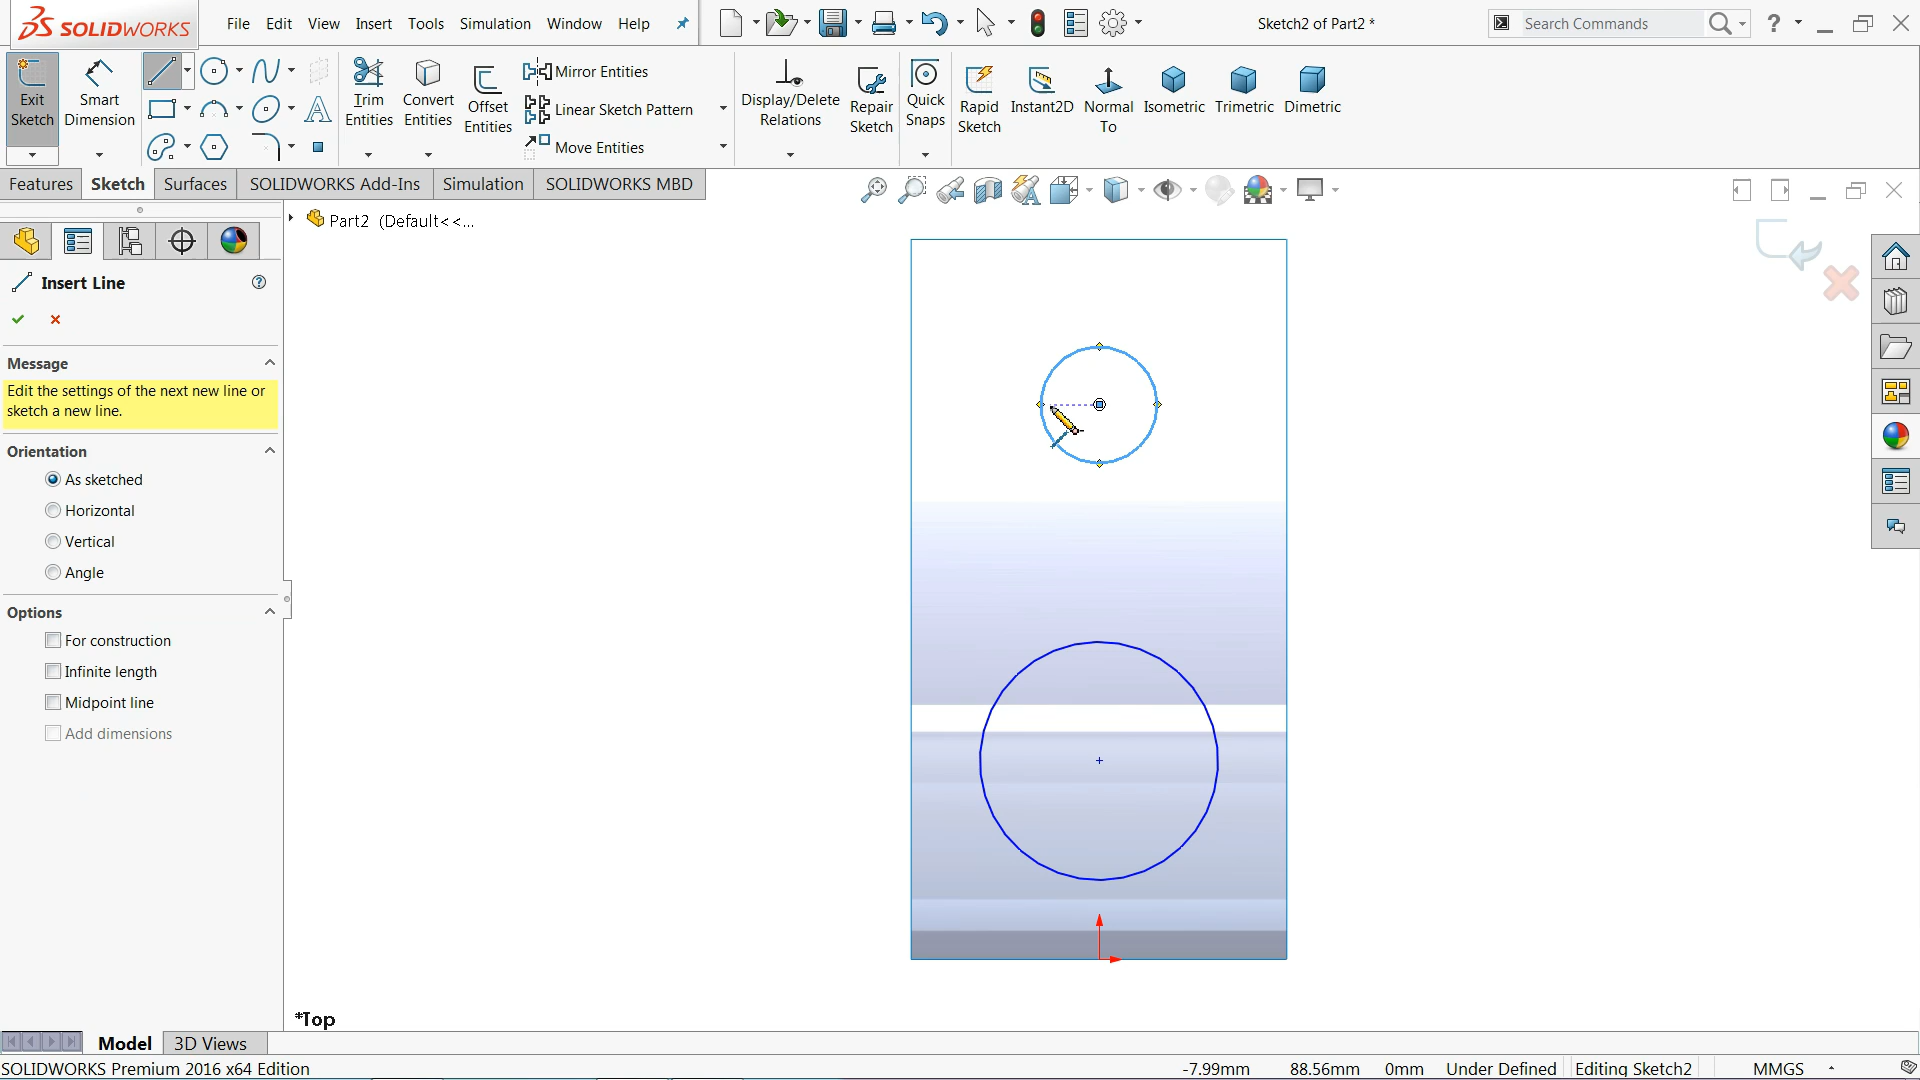 SOLIDWORKS
File Edit View Insert Tools Simulation Window Help
Sketch2 of Part2 *
Search Commands
?
Exit Sketch
Smart Dimension
Trim Entities
Convert Entities
Offset Entities
Mirror Entities
Linear Sketch Pattern
Move Entities
Display/Delete Relations
Repair Sketch
Quick Snaps
Rapid Sketch
Instant2D
Normal To
Isometric
Trimetric
Dimetric
Features Sketch Surfaces SOLIDWORKS Add-Ins Simulation SOLIDWORKS MBD
Part2 (Default<<...
Insert Line
?
Message
Edit the settings of the next new line or
sketch a new line.
Orientation
As sketched
Horizontal
Vertical
Angle
Options
For construction
Infinite length
Midpoint line
Add dimensions
*Top
Model 3D Views
SOLIDWORKS Premium 2016 x64 Edition
-7.99mm 88.56mm 0mm Under Defined Editing Sketch2 MMGS